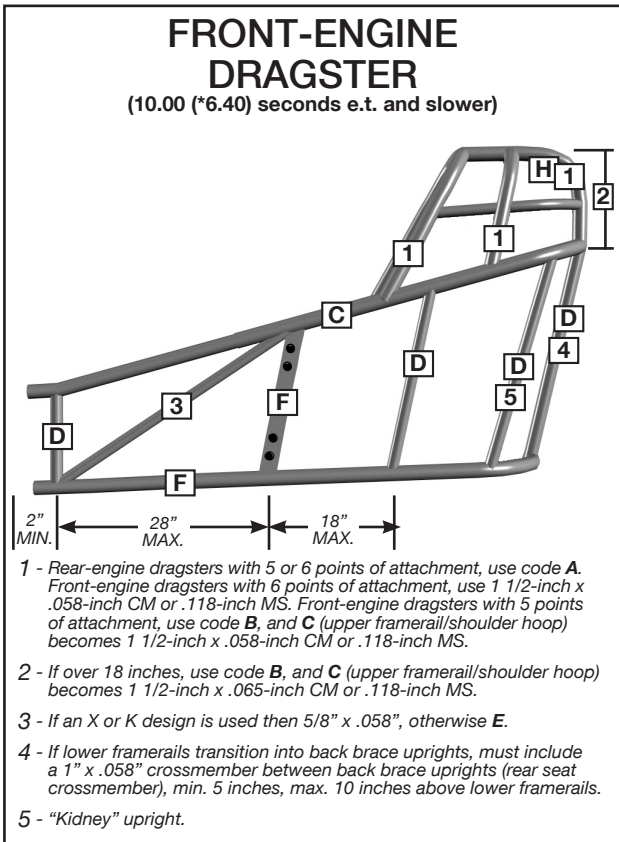 FRONT-ENGINE
DRAGSTER
(10.00 (*6.40) seconds e.t. and slower)
H
1
2
1
1
C
D
4
D
5
D
3
F
D
F
2”
MIN.
28”
MAX.
18”
MAX.
1 - Rear-engine dragsters with 5 or 6 points of attachment, use code A.
Front-engine dragsters with 6 points of attachment, use 1 1/2-inch x
.058-inch CM or .118-inch MS. Front-engine dragsters with 5 points
of attachment, use code B, and C (upper framerail/shoulder hoop)
becomes 1 1/2-inch x .058-inch CM or .118-inch MS.
2 - If over 18 inches, use code B, and C (upper framerail/shoulder hoop)
becomes 1 1/2-inch x .065-inch CM or .118-inch MS.
3 - If an X or K design is used then 5/8" x .058", otherwise E.
4 - If lower framerails transition into back brace uprights, must include
a 1" x .058" crossmember between back brace uprights (rear seat
crossmember), min. 5 inches, max. 10 inches above lower framerails.
5 - “Kidney” upright.